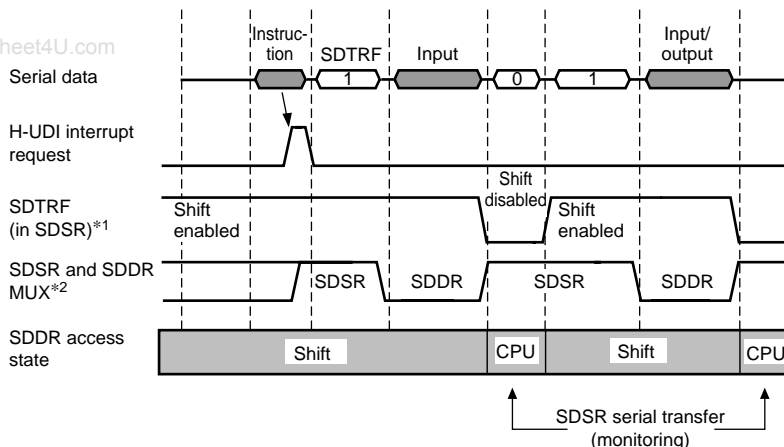 heet4U.com
Instruc-
tion
SDTRF
Input
Input/
output
Serial data
1
0
1
H-UDI interrupt
request
Shift
disabled
SDTRF
(in SDSR)*1
Shift
enabled
Shift
enabled
SDSR and SDDR
MUX*2
SDSR
SDDR
SDSR
SDDR
SDDR access
state
Shift
CPU
Shift
CPU
SDSR serial transfer
(monitoring)